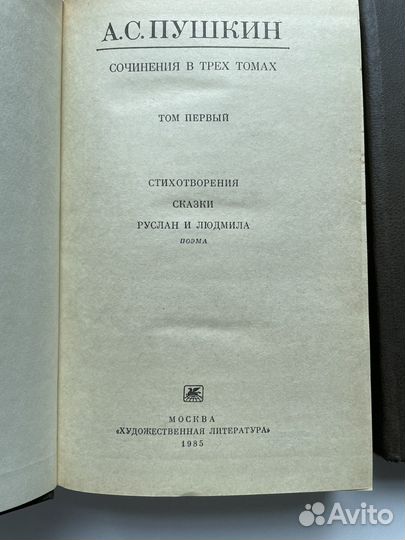 А.С.ПУШКИН
СОЧИНЕНИЯ В ТРЕХ ТОМАХ
ТОМ ПЕРВЫЙ
СТИХОТВОРЕНИЯ
СКАЗКИ
РУСЛАН И ЛЮДМИЛА
ПОЭМА
МОСКВА
«ХУДОЖЕСТВЕННАЯ ЛИТЕРАТУРА»
1985
Avito